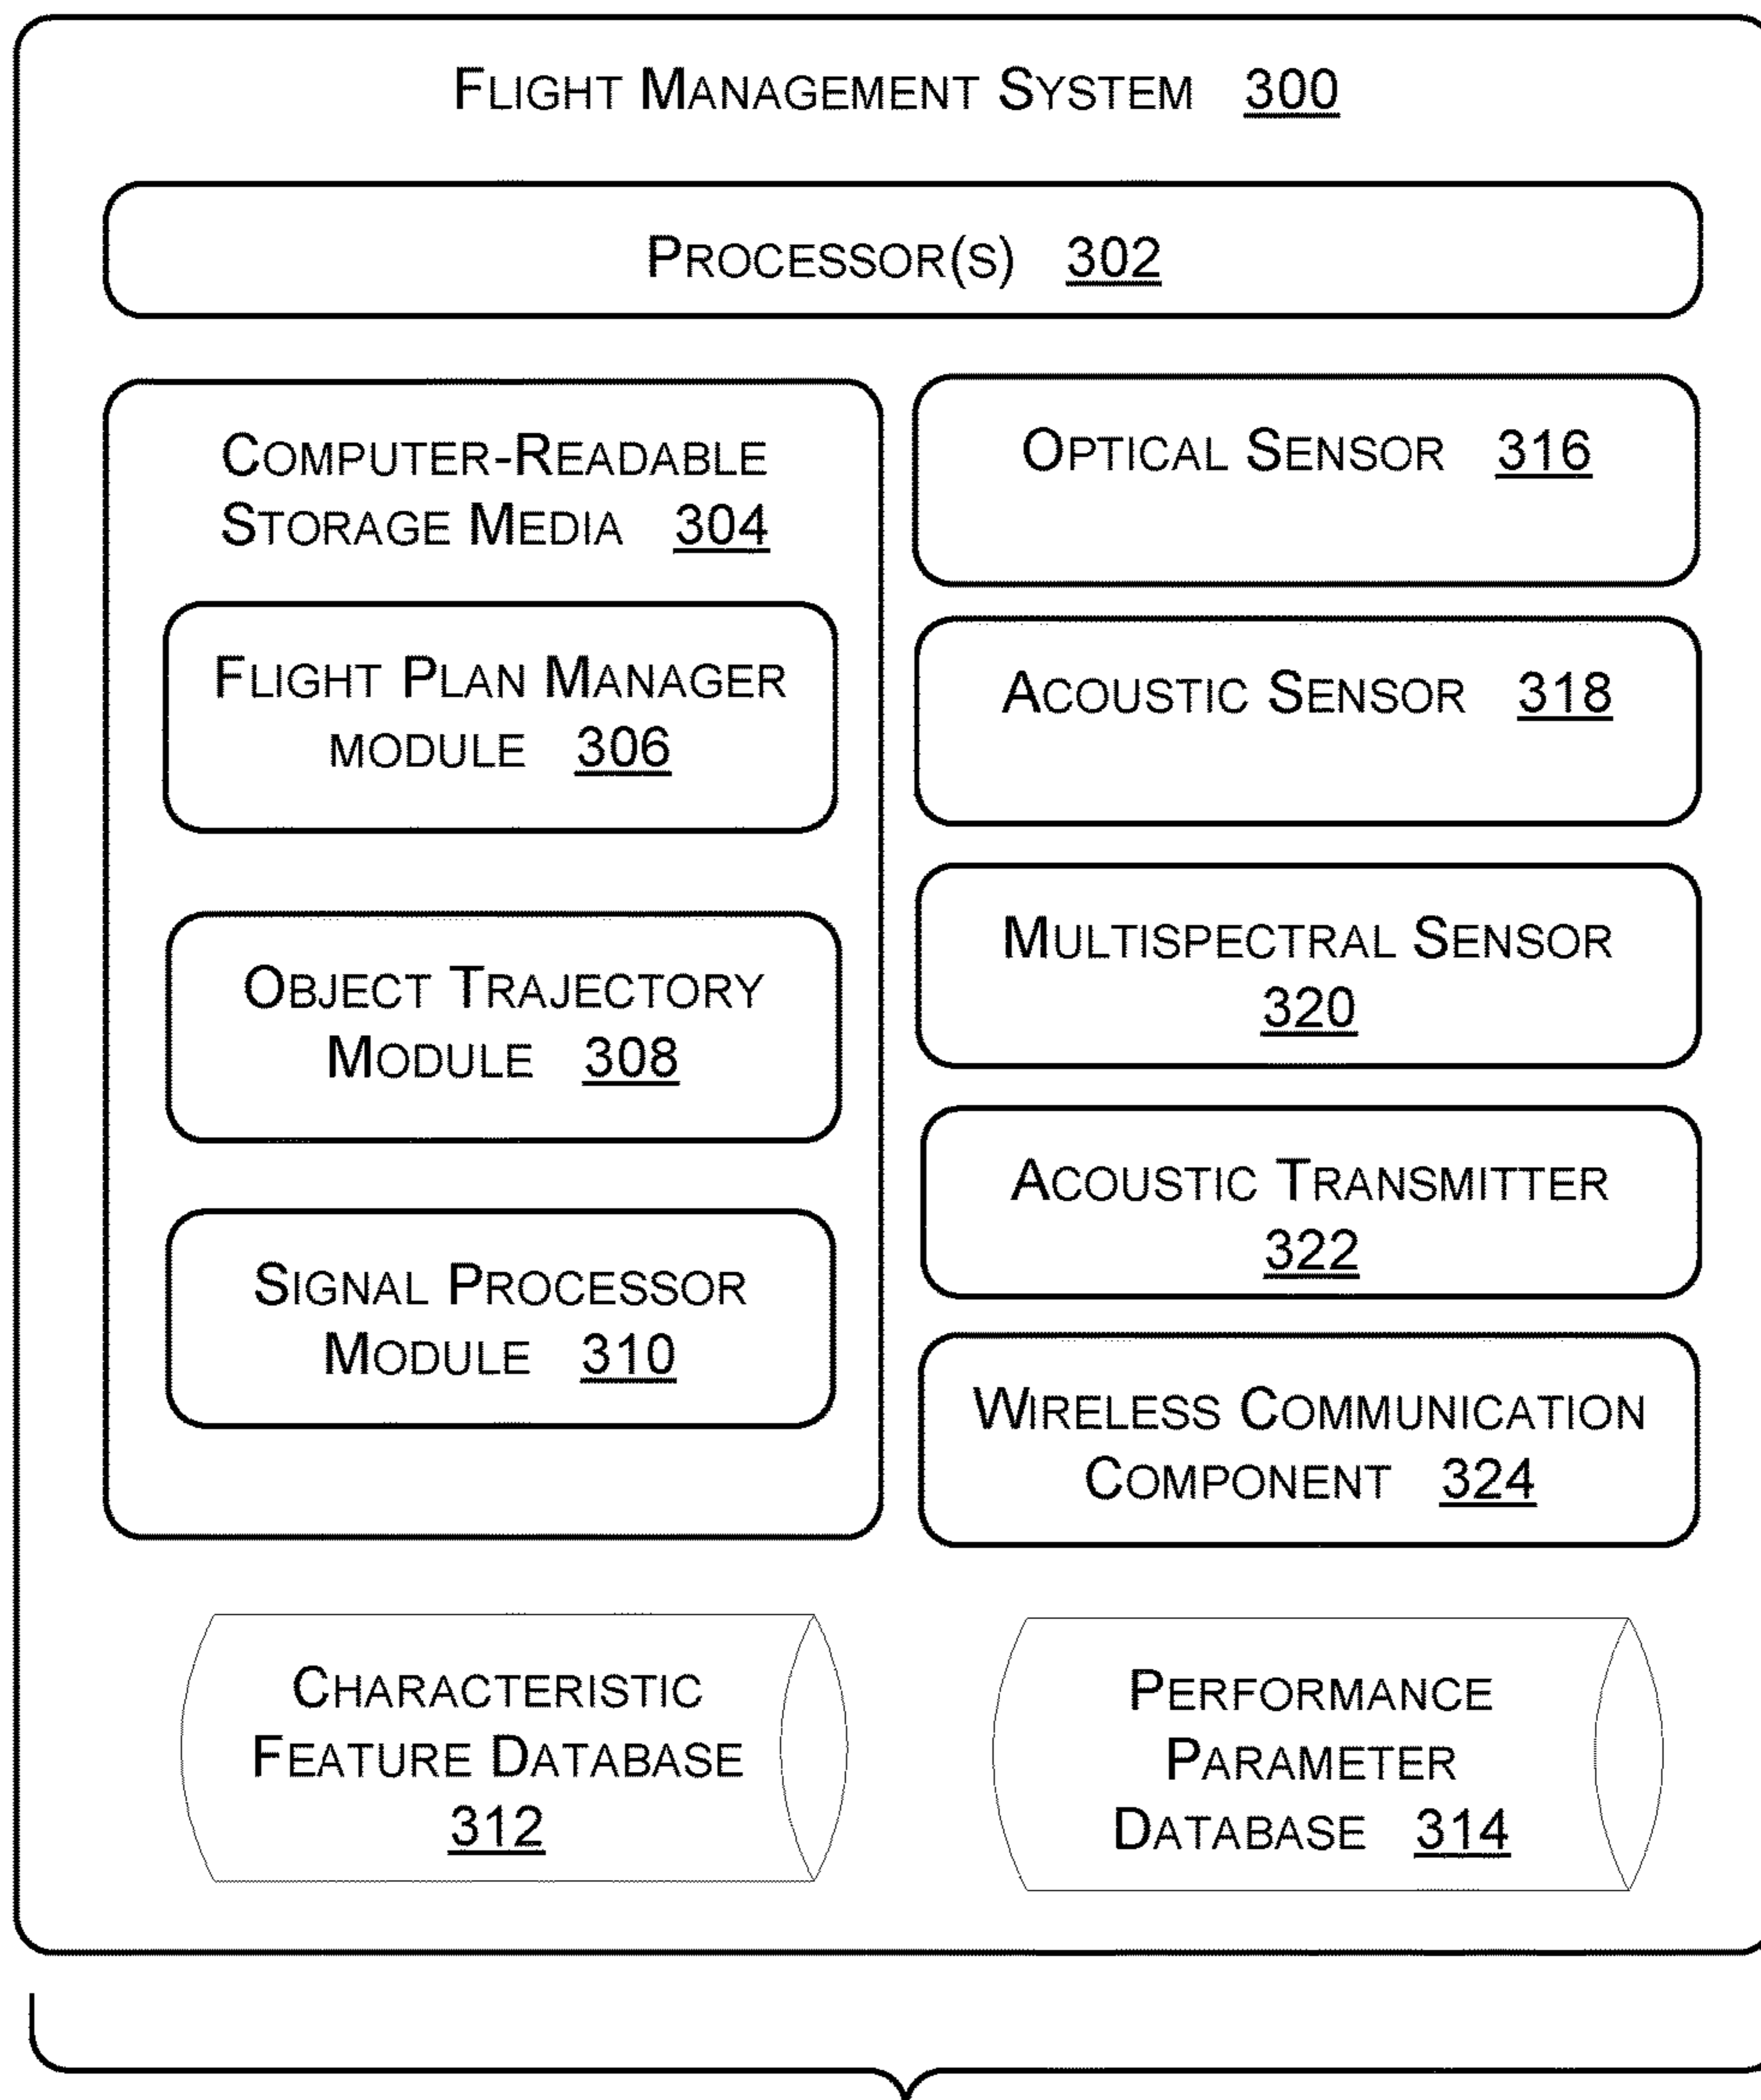 FLIGHT MANAGEMENT SYSTEM 300
PROCESSOR(S) 302
COMPUTER-READABLE
STORAGE MEDIA 304
FLIGHT PLAN MANAGER
MODULE 306
OBJECT TRAJECTORY
MODULE 308
SIGNAL PROCESSOR
MODULE 310
OPTICAL SENSOR 316
ACOUSTIC SENSOR 318
MULTISPECTRAL SENSOR
320
ACOUSTIC TRANSMITTER
322
WIRELESS COMMUNICATION
COMPONENT 324
CHARACTERISTIC
FEATURE DATABASE
312
PERFORMANCE
PARAMETER
DATABASE 314